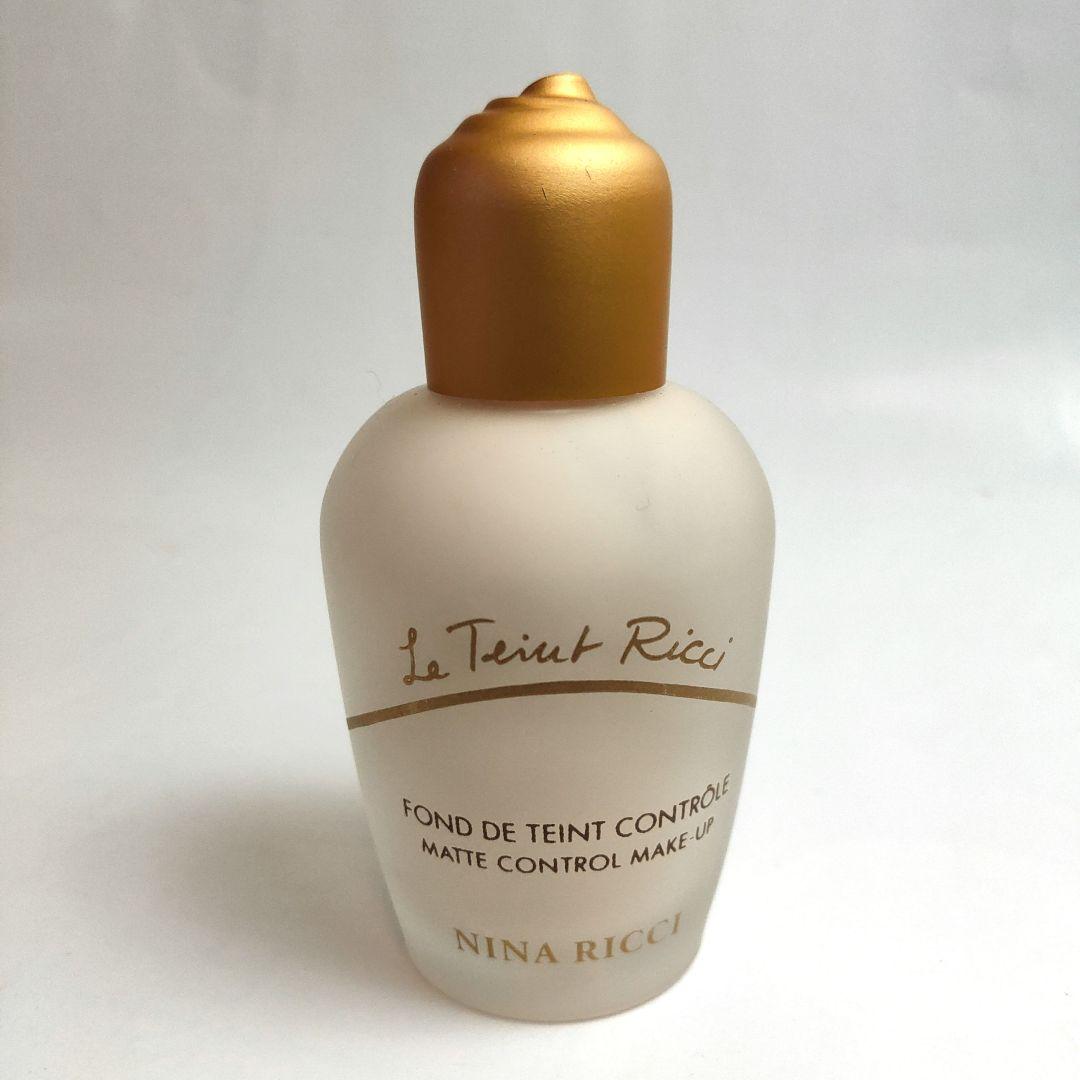 Le Teint Ricci
FOND DE TEINT CONTRÔLE
MATTE CONTROL MAKE-UP
NINA RICCI